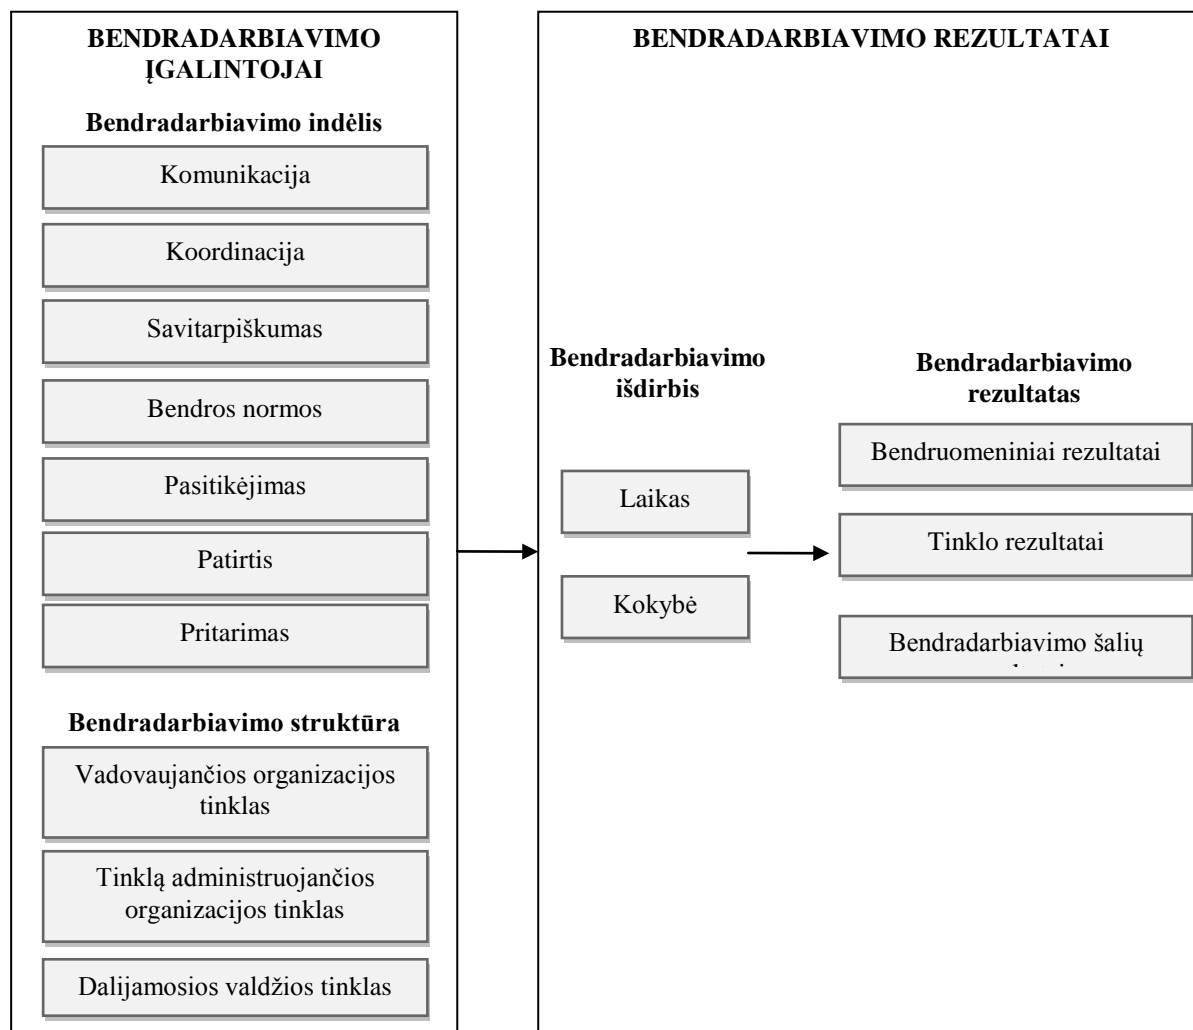 BENDRADARBIAVIMO
ĮGALINTOJAI
Bendradarbiavimo indėlis
Komunikacija
Koordinacija
Savitarpiškumas
Bendros normos
Pasitikėjimas
Patirtis
Pritarimas
Bendradarbiavimo struktūra
Vadovaujančios organizacijos
tinklas
Tinklą administruojančios
organizacijos tinklas
Dalijamosios valdžios tinklas
BENDRADARBIAVIMO REZULTATAI
Bendradarbiavimo
išdirbis
Laikas
Kokybė
Bendradarbiavimo
rezultatas
Bendruomeniniai rezultatai
Tinklo rezultatai
Bendradarbiavimo šalių